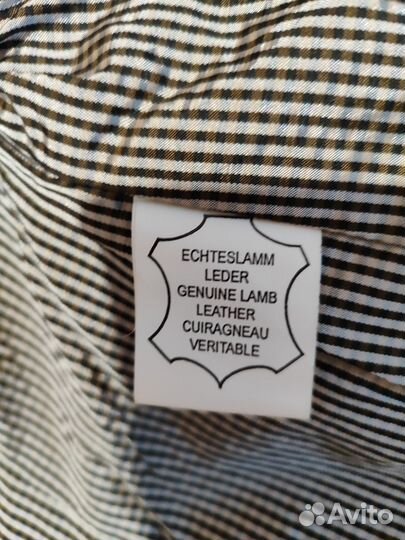 ECHTESLAMM
LEDER
GENUINE LAMB
LEATHER
CUIRAGNEAU
VERITABLE
Avito